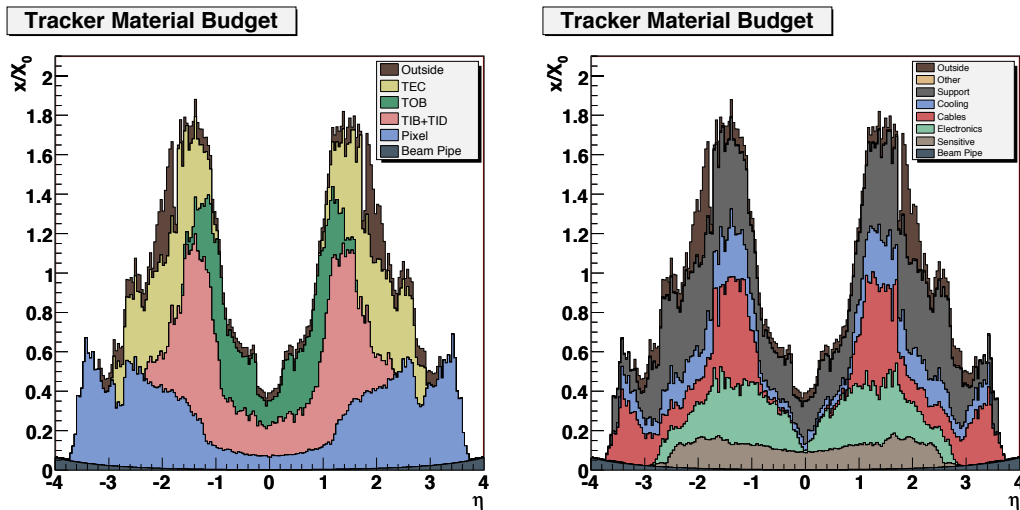 Tracker Material Budget
x/X0
2
1.8
1.6
1.4
1.2
1
0.8
0.6
0.4
0.2
0
-4 -3 -2 -1 0 1 2 3 4
η
Outside
TEC
TOB
TIB+TID
Pixel
Beam Pipe
Tracker Material Budget
x/X0
2
1.8
1.6
1.4
1.2
1
0.8
0.6
0.4
0.2
0
-4 -3 -2 -1 0 1 2 3 4
η
Outside
Other
Support
Cooling
Cables
Electronics
Sensitive
Beam Pipe